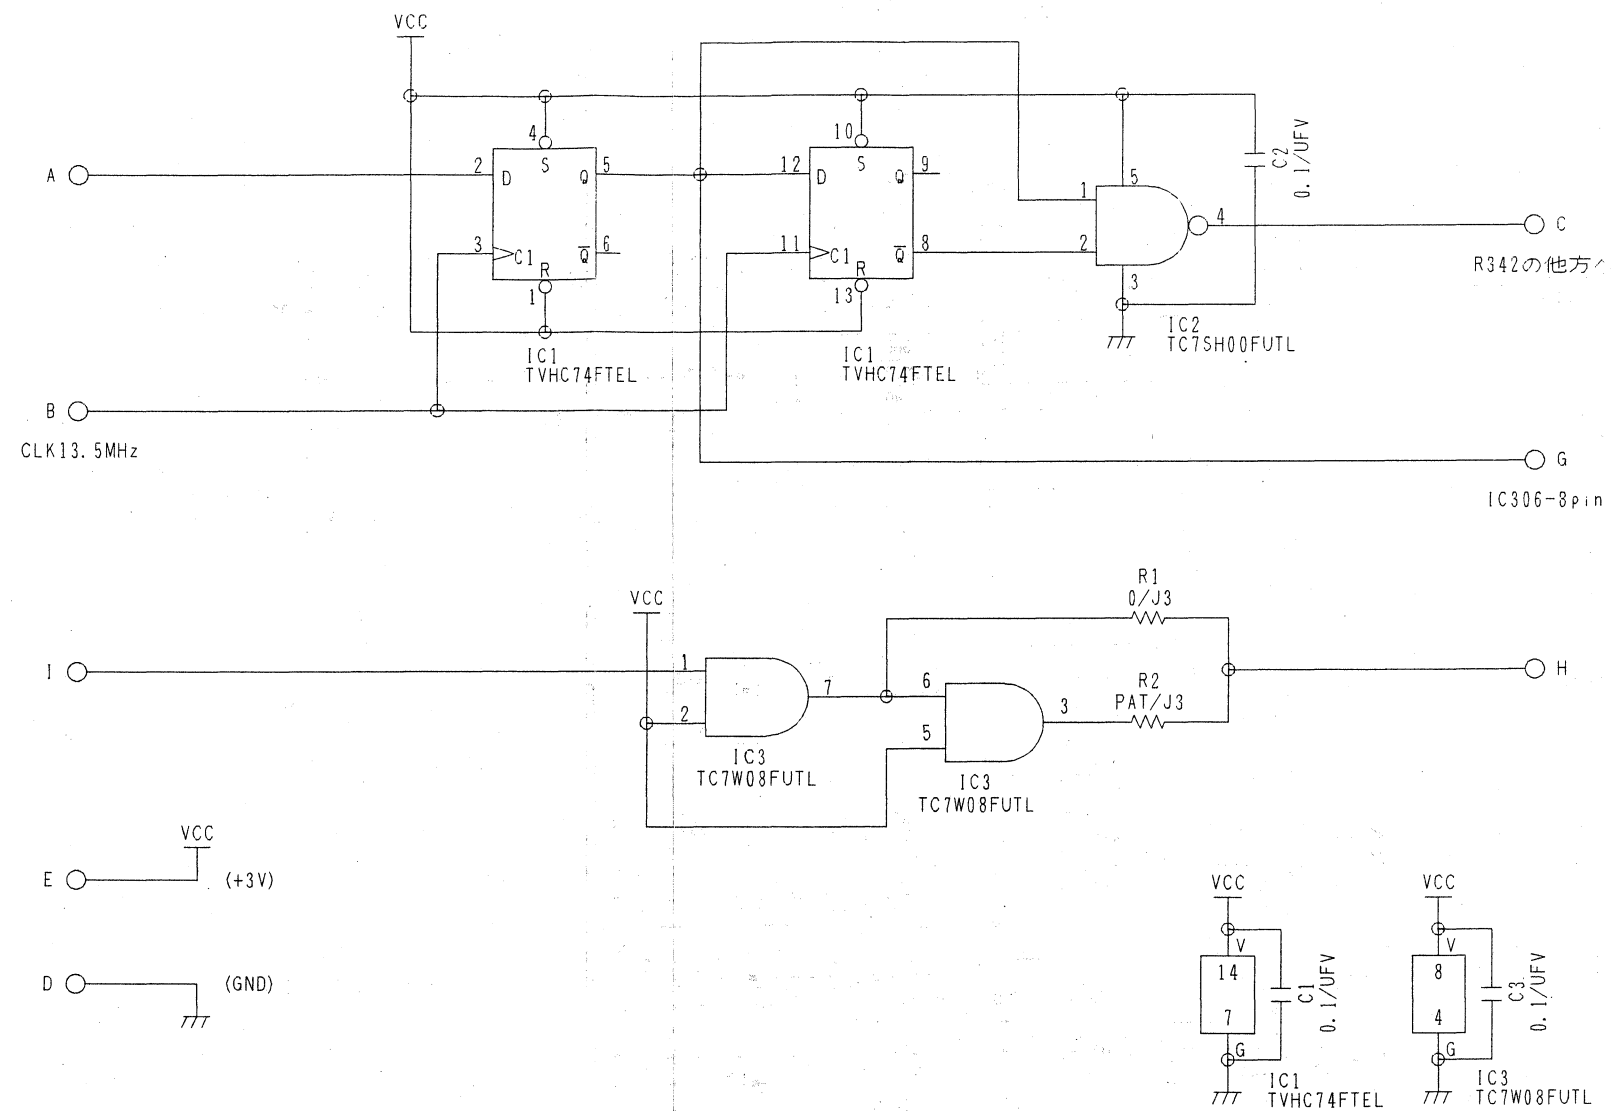 VCC
4
S
2
D
Q
5
3
C1
Q
6
R
1
IC1
TVHC74FTEL
10
S
12
D
Q
9
11
C1
Q
8
R
13
IC1
TVHC74FTEL
1
2
5
4
3
IC2
TC7SH00FUTL
C2
0.1/UFV
A
C
R342の他方へ
B
CLK13.5MHz
G
IC306-8pin
VCC
R1
0/J3
I
1
2
7
IC3
TC7W08FUTL
6
5
3
IC3
TC7W08FUTL
R2
PAT/J3
H
VCC
E
(+3V)
D
(GND)
VCC
V
14
7
G
C1
0.1/UFV
IC1
TVHC74FTEL
VCC
V
8
4
G
C3
0.1/UFV
IC3
TC7W08FUTL